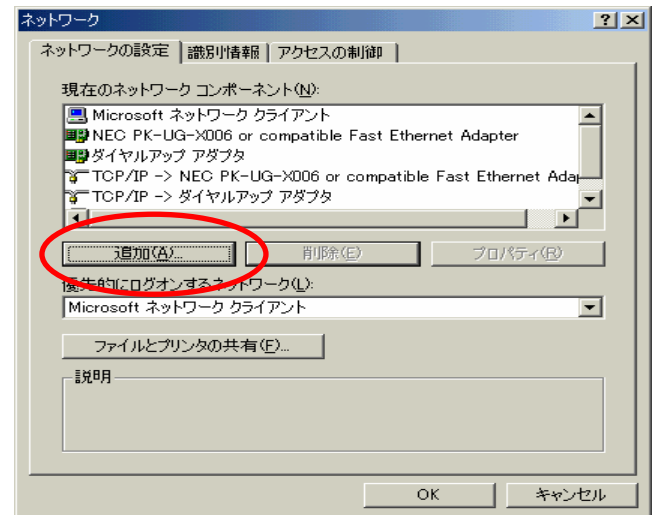 ネットワーク
ネットワークの設定 識別情報 アクセスの制御
現在のネットワーク コンポーネント(N):
Microsoft ネットワーク クライアント
NEC PK-UG-X006 or compatible Fast Ethernet Adapter
ダイヤルアップ アダプタ
TCP/IP -> NEC PK-UG-X006 or compatible Fast Ethernet Adap
TCP/IP -> ダイヤルアップ アダプタ
追加(A)... 削除(E) プロパティ(R)
優先的にログオンするネットワーク(L):
Microsoft ネットワーク クライアント
ファイルとプリンタの共有(F)...
説明
OK キャンセル